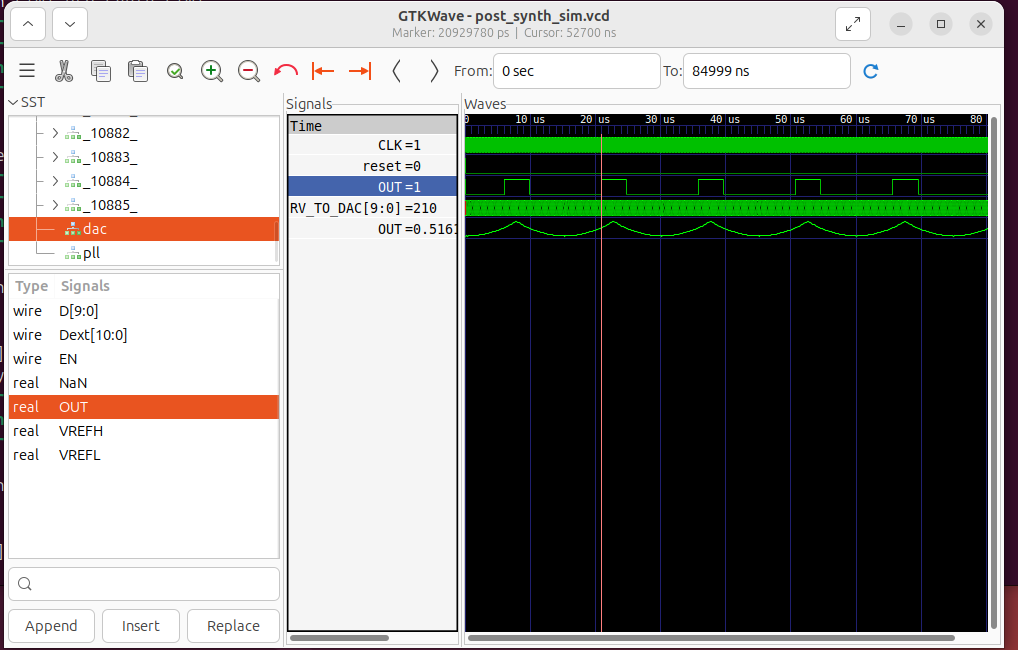 GTKWave - post_synth_sim.vcd
Marker: 20929780 ps | Cursor: 52700 ns
From: 0 sec To: 84999 ns
SST
_10882_
_10883_
_10884_
_10885_
dac
pll
Type Signals
wire D[9:0]
wire Dext[10:0]
wire EN
real NaN
real OUT
real VREFH
real VREFL
Append Insert Replace
Signals
Time
CLK=1
reset=0
OUT=1
RV_TO_DAC[9:0]=210
OUT=0.5161
Waves
0 10 us 20 us 30 us 40 us 50 us 60 us 70 us 80